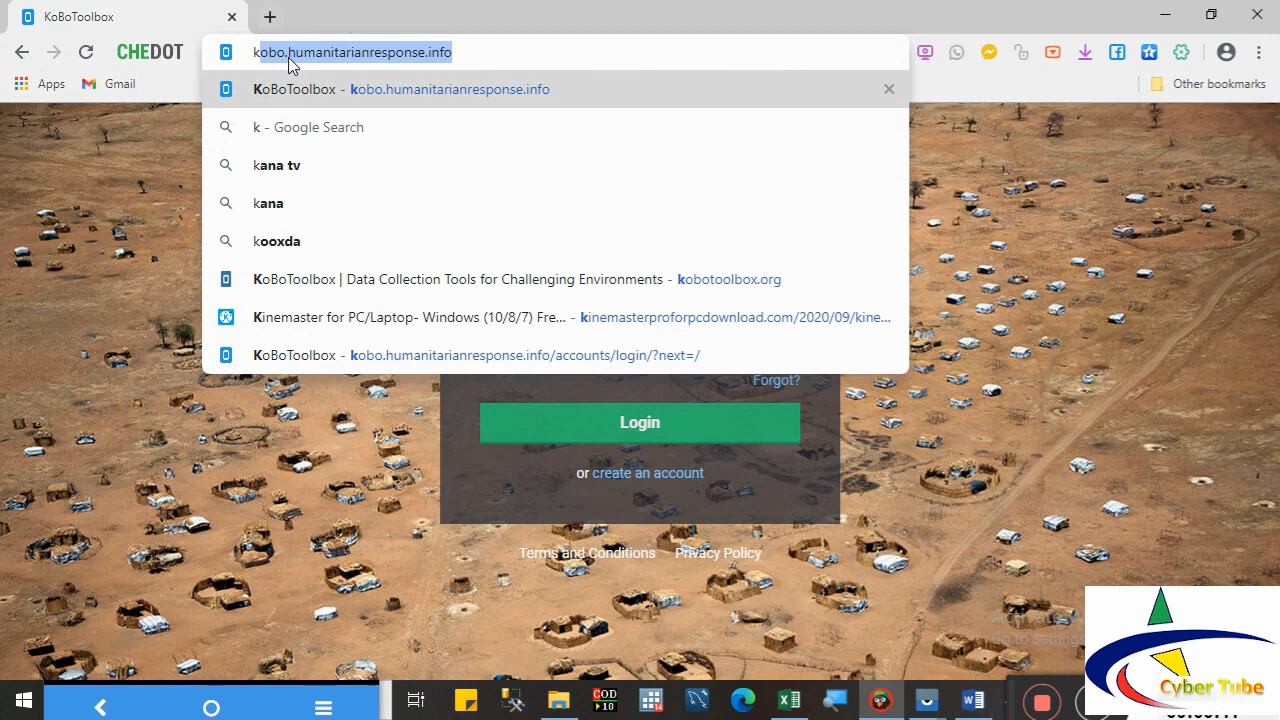 KoBoToolbox
CHEDOT
kobo.humanitarianresponse.info
Apps
Gmail
Other bookmarks
KoBoToolbox - kobo.humanitarianresponse.info
k - Google Search
kana tv
kana
kooxda
KoBoToolbox | Data Collection Tools for Challenging Environments - kobotoolbox.org
Kinemaster for PC/Laptop- Windows (10/8/7) Fre... - kinemasterproforpcdownload.com/2020/09/kine...
KoBoToolbox - kobo.humanitarianresponse.info/accounts/login/?next=/
Forgot?
Login
or create an account
Terms and Conditions Privacy Policy
Go to Settings
Cyber Tube
COD
10